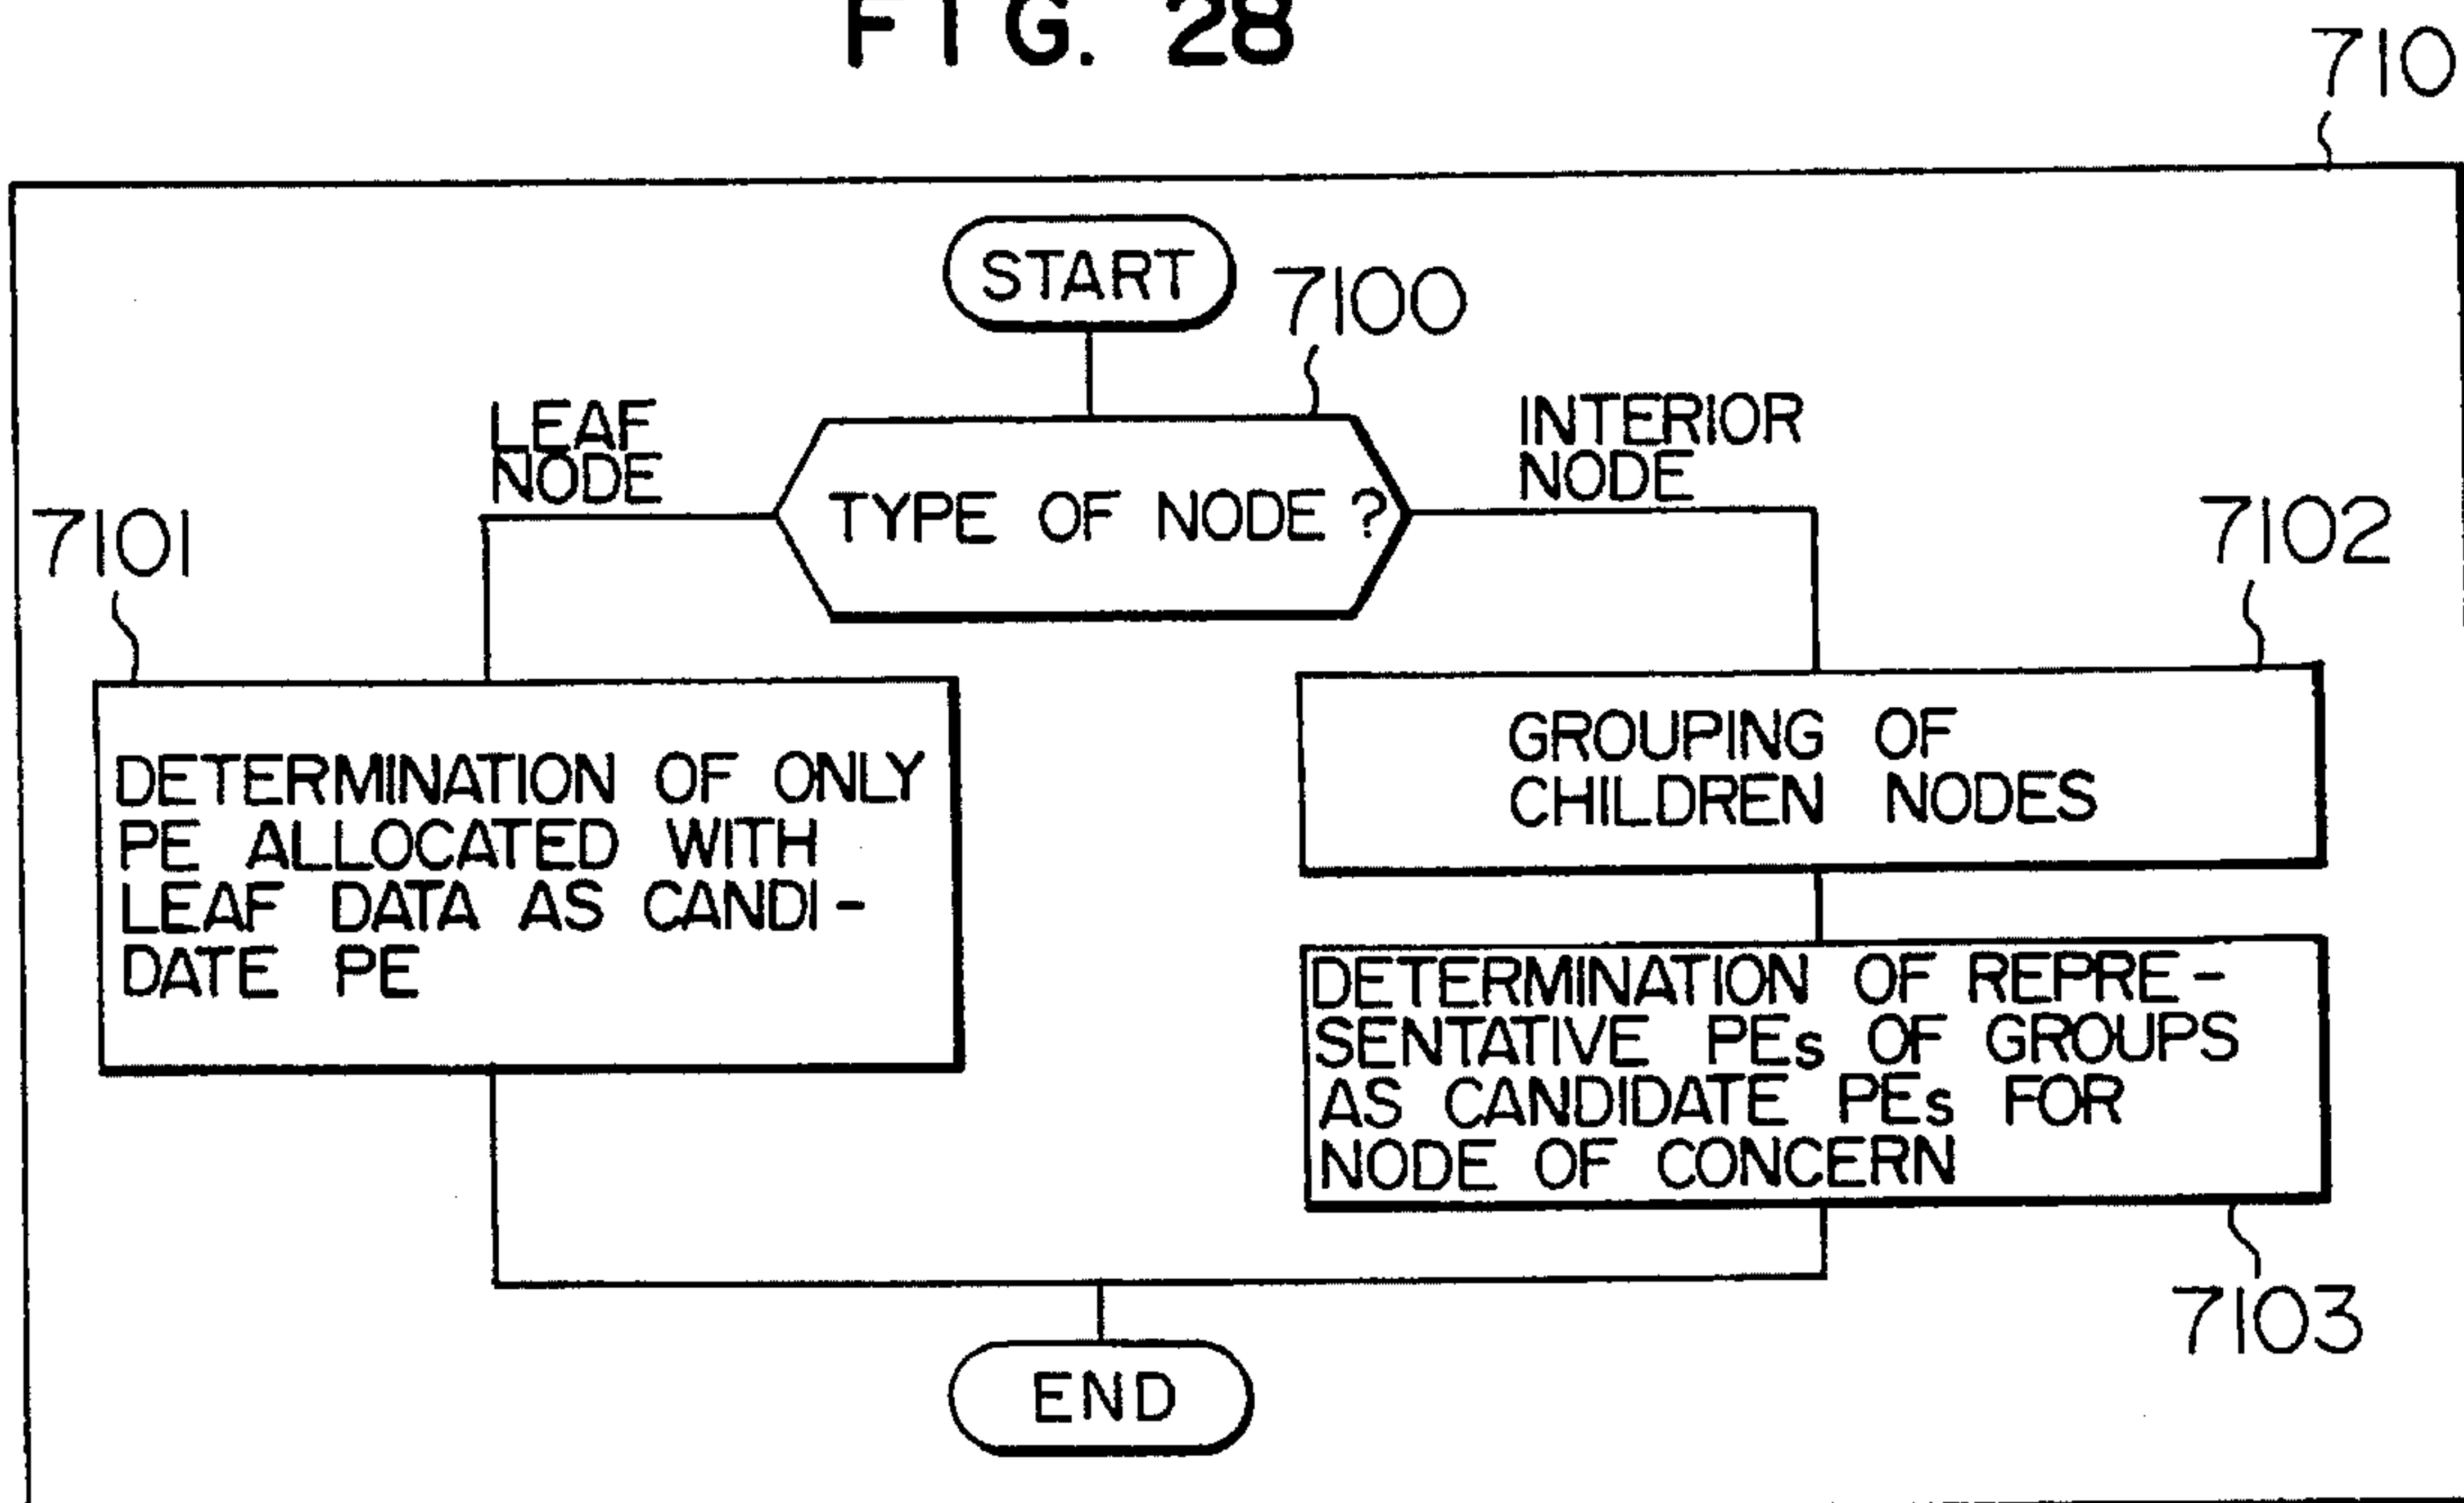 FIG. 28
710
START
7100
LEAF
NODE
INTERIOR
NODE
TYPE OF NODE ?
7101
7102
DETERMINATION OF ONLY
PE ALLOCATED WITH
LEAF DATA AS CANDI-
DATE PE
GROUPING OF
CHILDREN NODES
DETERMINATION OF REPRE-
SENTATIVE PEs OF GROUPS
AS CANDIDATE PEs FOR
NODE OF CONCERN
7103
END